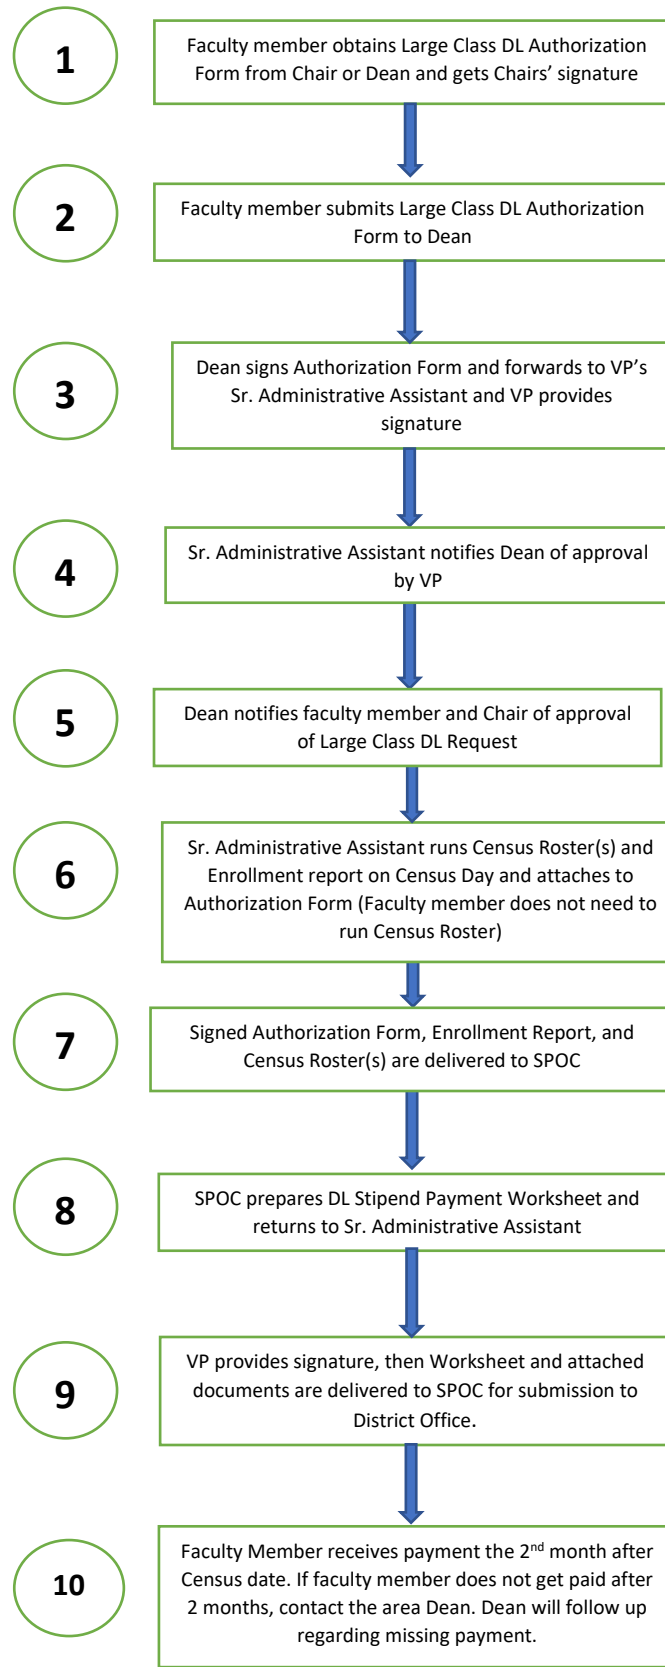 1
Faculty member obtains Large Class DL Authorization
Form from Chair or Dean and gets Chairs’ signature
2
Faculty member submits Large Class DL Authorization
Form to Dean
3
Dean signs Authorization Form and forwards to VP’s
Sr. Administrative Assistant and VP provides
signature
4
Sr. Administrative Assistant notifies Dean of approval
by VP
5
Dean notifies faculty member and Chair of approval
of Large Class DL Request
6
Sr. Administrative Assistant runs Census Roster(s) and
Enrollment report on Census Day and attaches to
Authorization Form (Faculty member does not need to
run Census Roster)
7
Signed Authorization Form, Enrollment Report, and
Census Roster(s) are delivered to SPOC
8
SPOC prepares DL Stipend Payment Worksheet and
returns to Sr. Administrative Assistant
9
VP provides signature, then Worksheet and attached
documents are delivered to SPOC for submission to
District Office.
10
Faculty Member receives payment the 2nd month after
Census date. If faculty member does not get paid after
2 months, contact the area Dean. Dean will follow up
regarding missing payment.